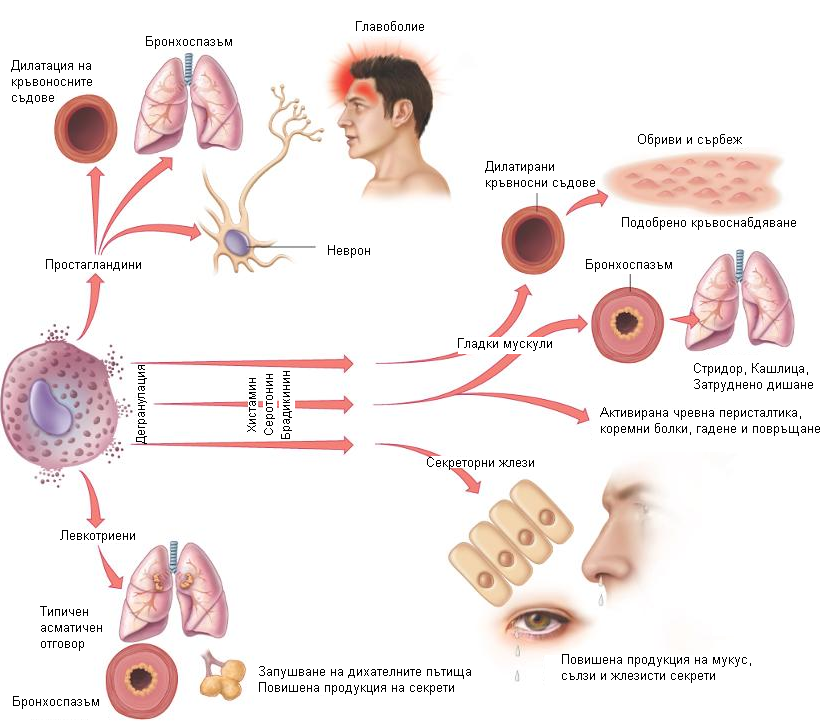 Главоболие
Бронхоспазъм
Дилатация на
кръвоносните
съдове
Обриви и сърбеж
Дилатирани
кръвносни съдове
Подобрено кръвоснабдяване
Неврон
Простагландини
Бронхоспазъм
Гладки мускули
Стридор, Кашлица,
Затруднено дишане
Дегранулация
Хистамин
Серотонин
Брадикинин
Активирана чревна перисталтика,
коремни болки, гадене и повръщане
Секреторни жлези
Левкотриени
Типичен
асматичен
отговор
Запушване на дихателните пътища
Повишена продукция на секрети
Бронхоспазъм
Повишена продукция на мукус,
сълзи и жлезисти секрети